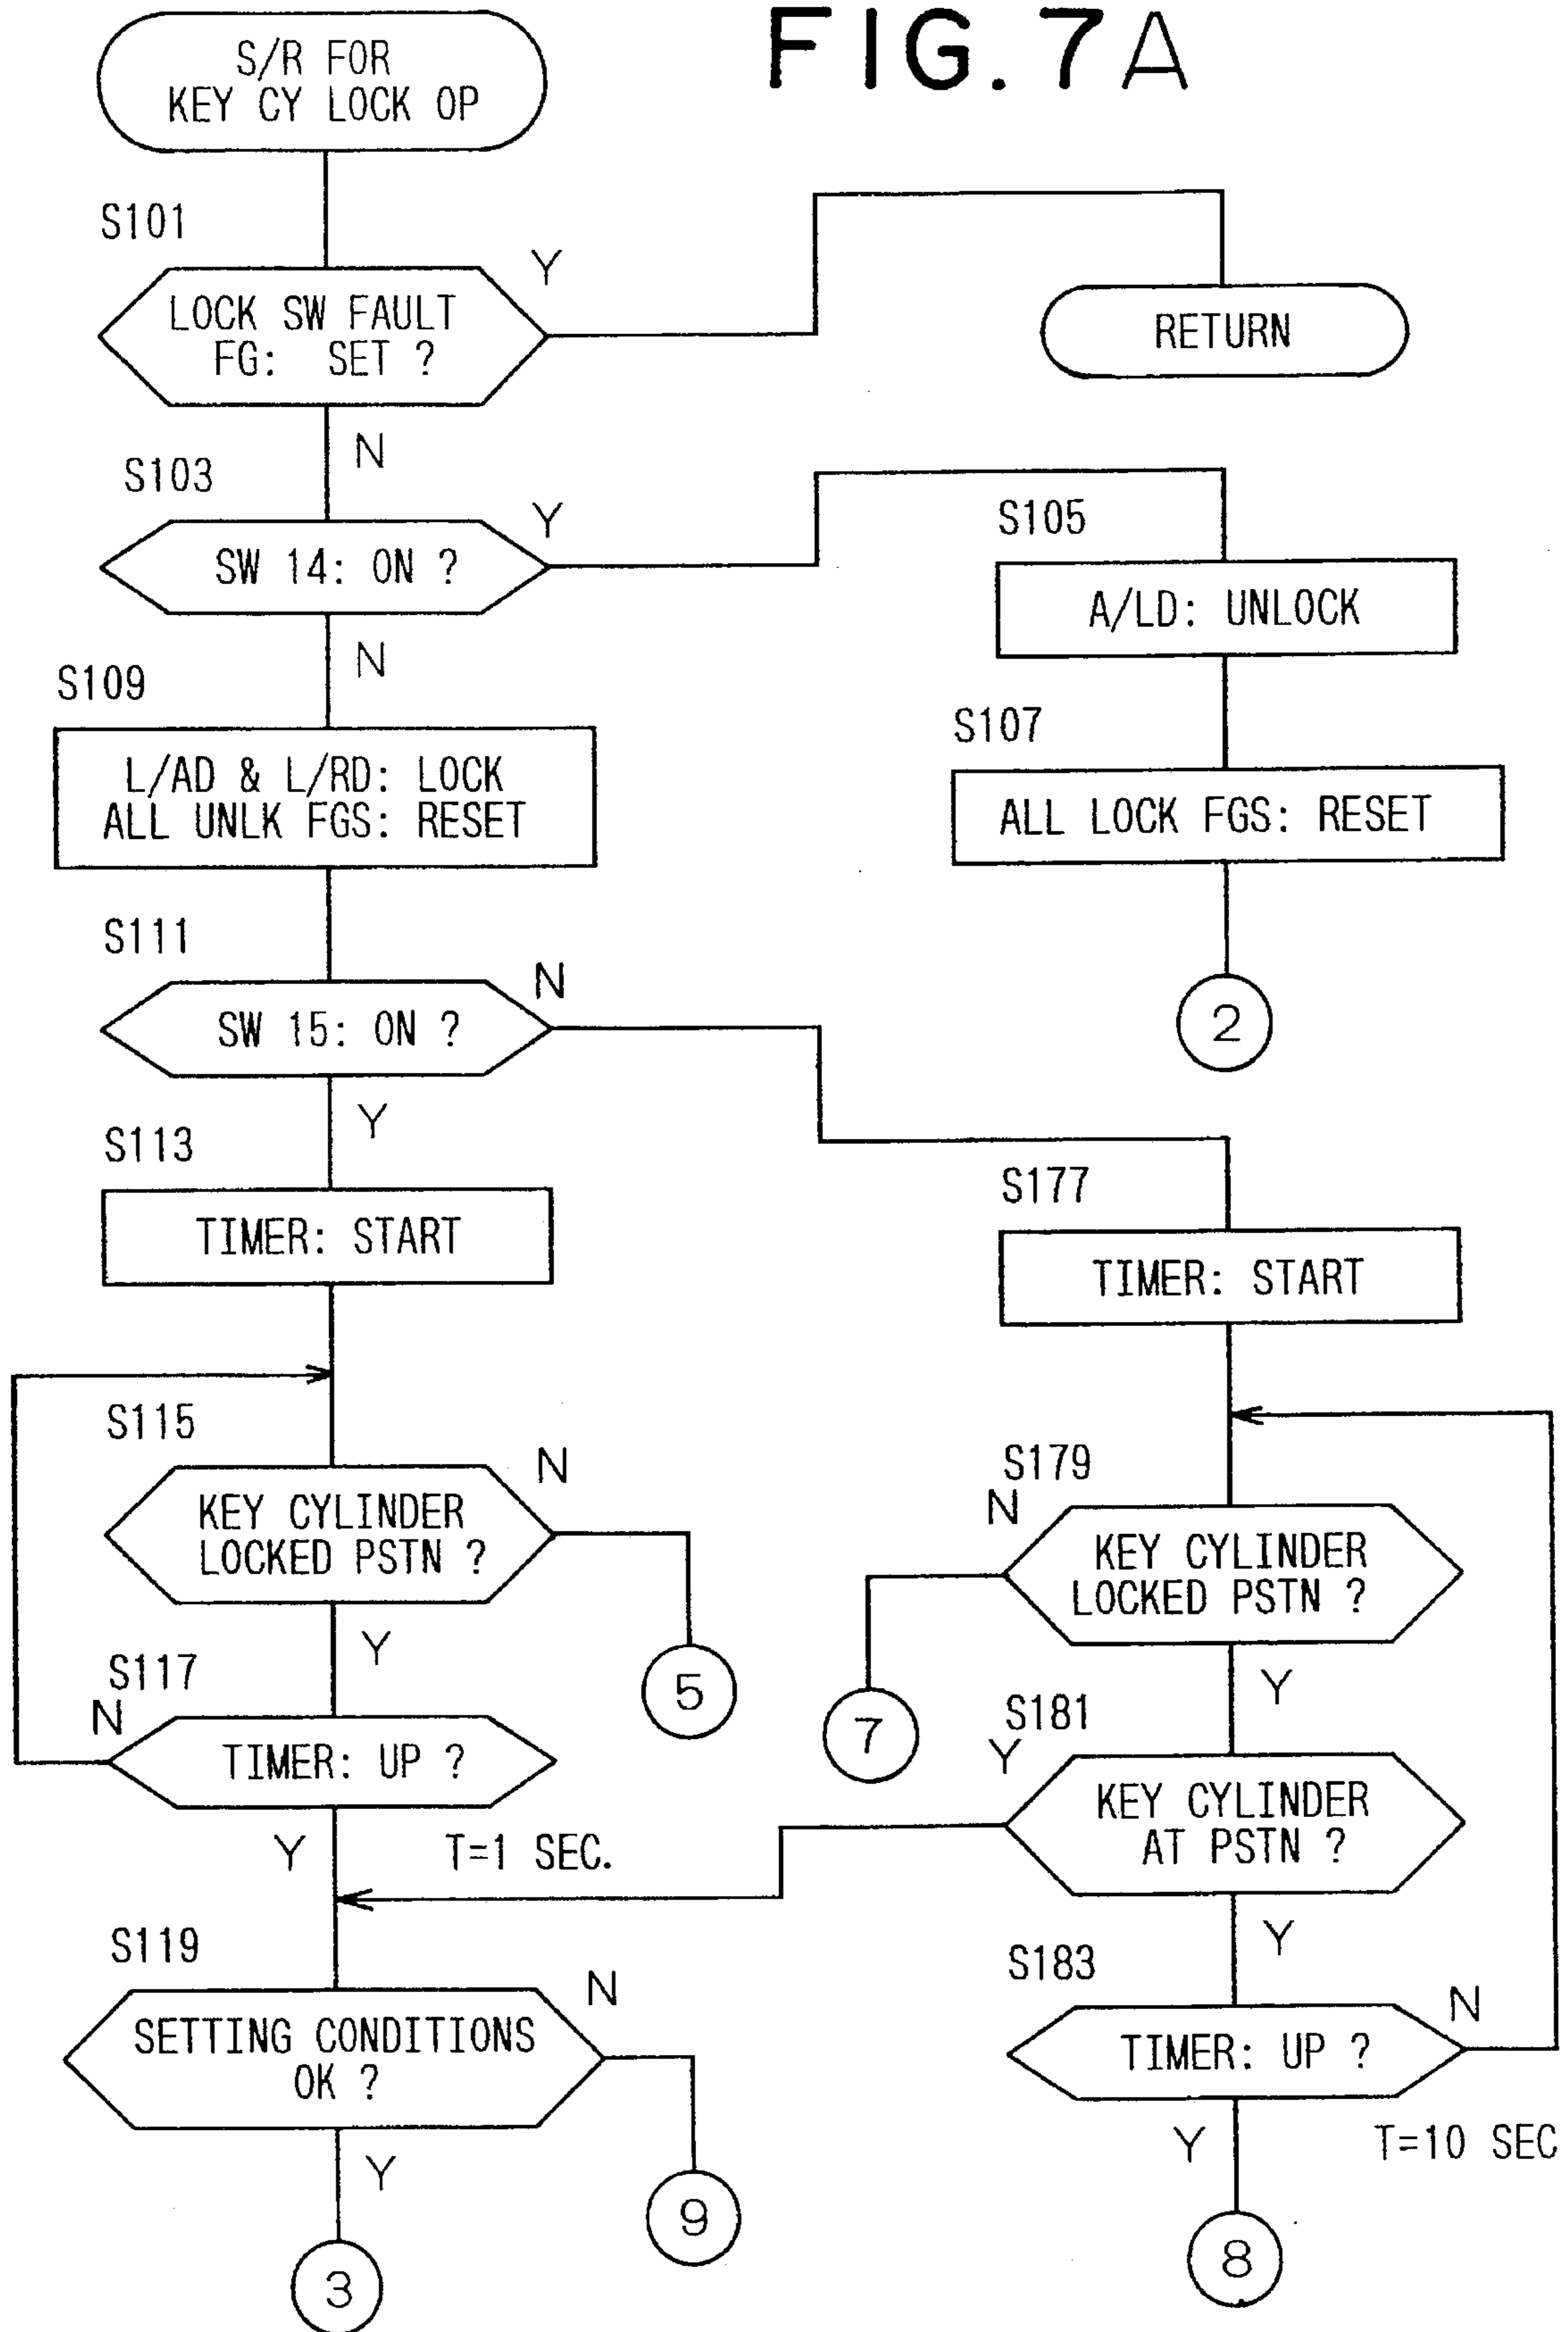 FIG. 7A
S/R FOR
KEY CY LOCK OP
S101
Y
LOCK SW FAULT
FG: SET ?
RETURN
N
S103
Y
SW 14: ON ?
S105
A/LD: UNLOCK
N
S109
S107
L/AD & L/RD: LOCK
ALL UNLK FGS: RESET
ALL LOCK FGS: RESET
S111
N
SW 15: ON ?
2
Y
S113
TIMER: START
S177
TIMER: START
S115
N
KEY CYLINDER
LOCKED PSTN ?
S179
N
KEY CYLINDER
LOCKED PSTN ?
Y
5
7
Y
S117
N
TIMER: UP ?
S181
Y
KEY CYLINDER
AT PSTN ?
Y
T=1 SEC.
Y
S119
N
SETTING CONDITIONS
OK ?
S183
N
TIMER: UP ?
Y
T=10 SEC
Y
9
3
8